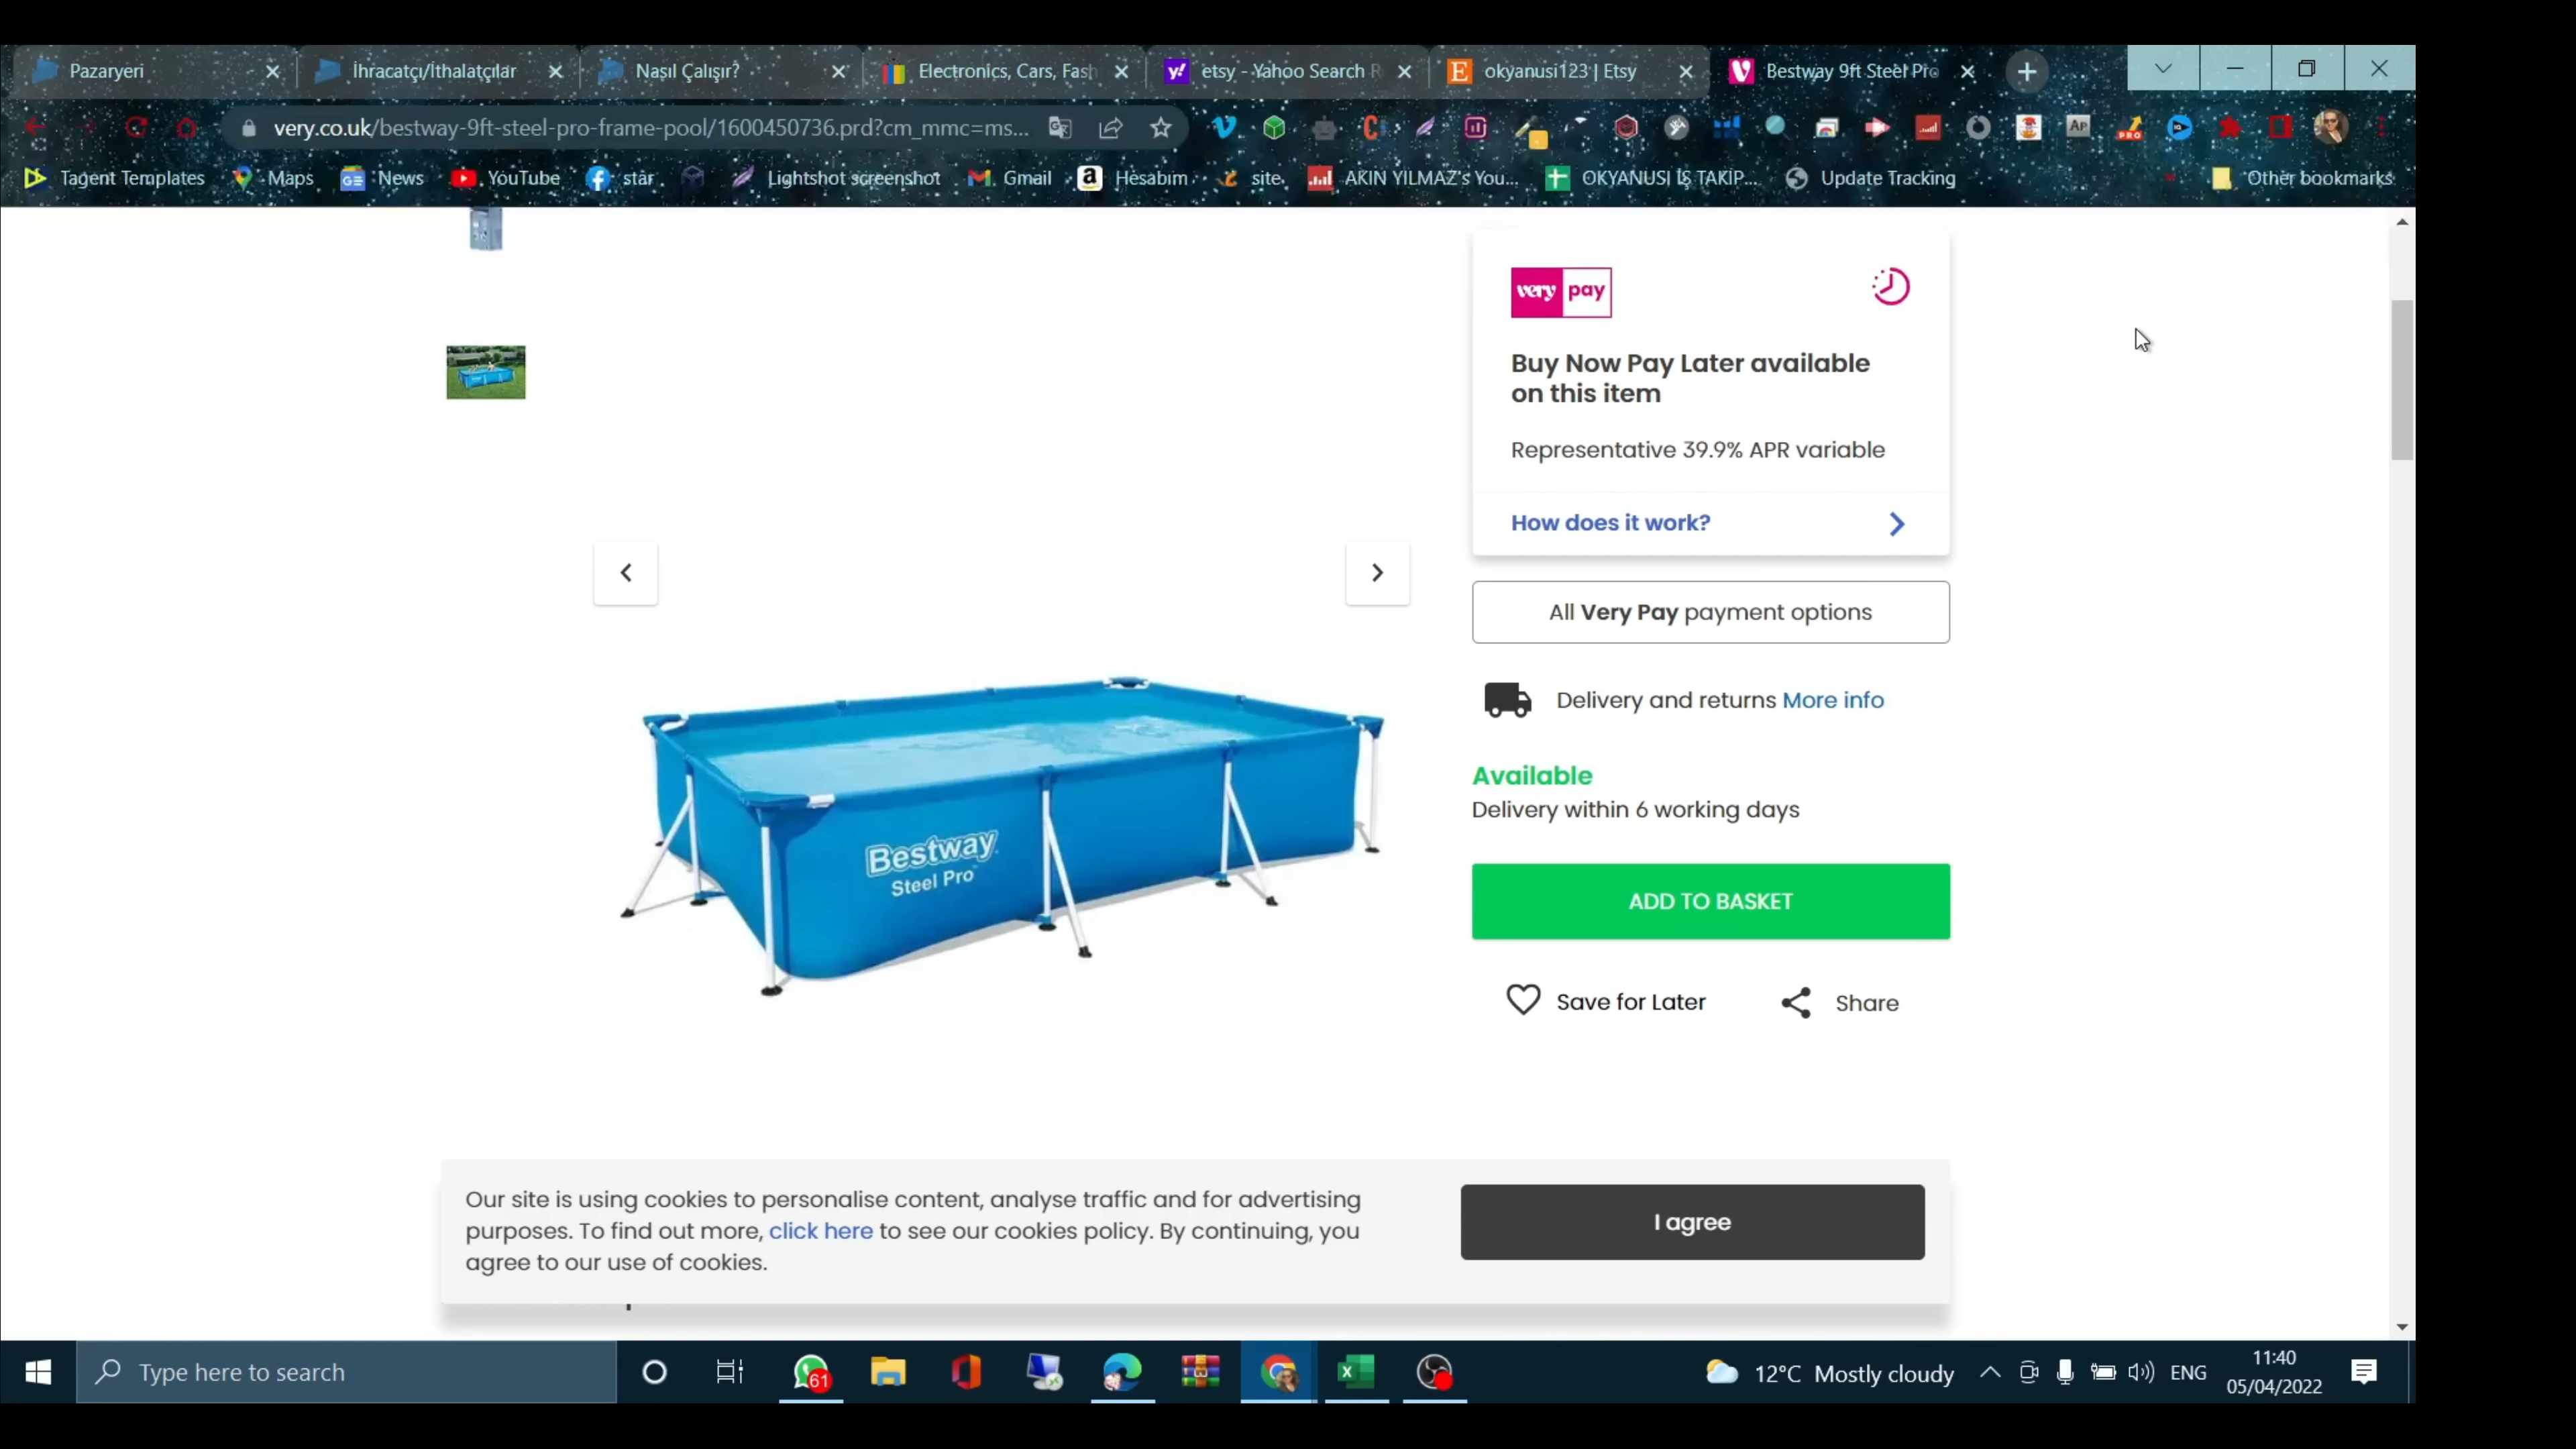 Pazaryeri
İhracatçı/İthalatçılar
Nasıl Çalışır?
Electronics, Cars, Fash
etsy - Yahoo Search R
okyanusi123 | Etsy
Bestway 9ft Steel Pro
very.co.uk/bestway-9ft-steel-pro-frame-pool/1600450736.prd?cm_mmc=ms...
Tagent Templates
Maps
News
YouTube
star
Lightshot screenshot
Gmail
Hesabım
site
AKIN YILMAZ's You...
OKYANUSI İŞ TAKİP...
Update Tracking
Other bookmarks
very pay
Buy Now Pay Later available
on this item
Representative 39.9% APR variable
How does it work?
All Very Pay payment options
Delivery and returns More info
Available
Delivery within 6 working days
ADD TO BASKET
Save for Later
Share
Bestway
Steel Pro
Our site is using cookies to personalise content, analyse traffic and for advertising
purposes. To find out more, click here to see our cookies policy. By continuing, you
agree to our use of cookies.
I agree
Type here to search
61
12°C Mostly cloudy
ENG
11:40
05/04/2022